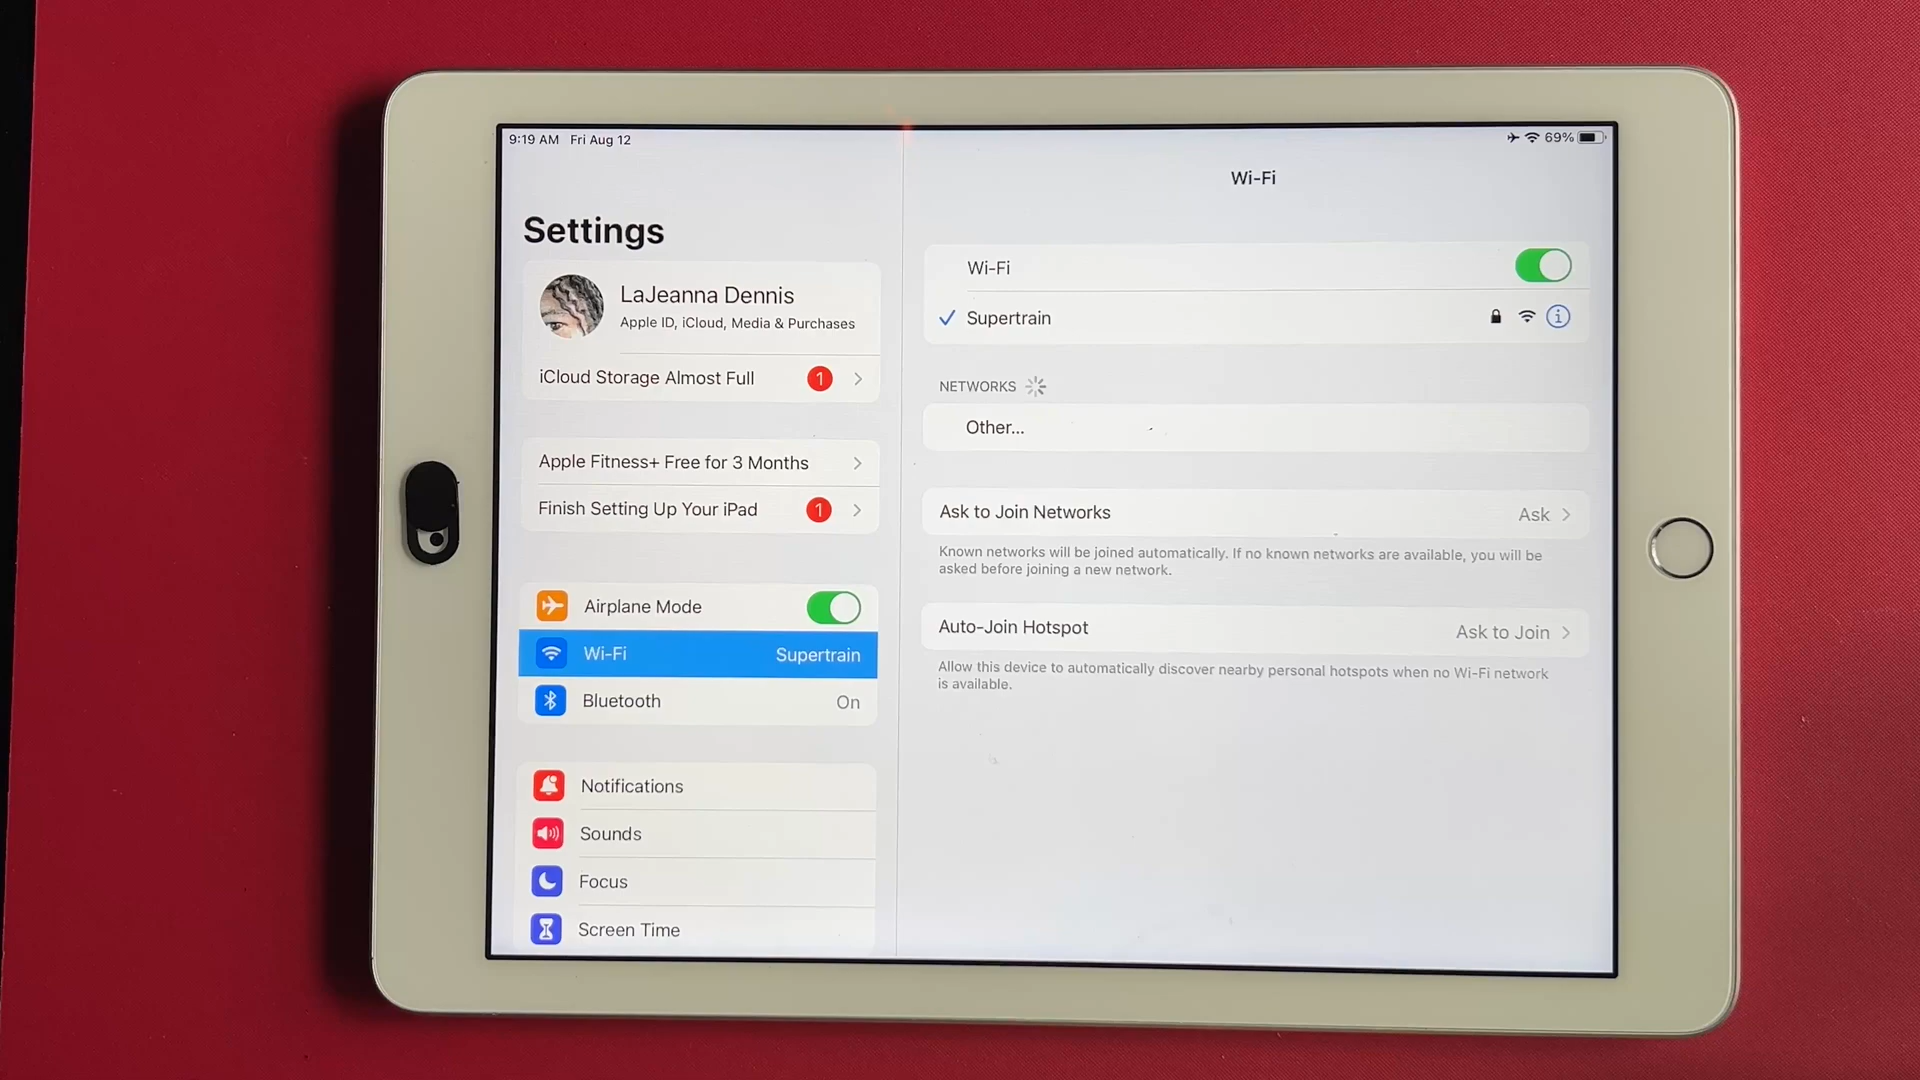 9:19 AM Fri Aug 12
69%
Settings
LaJeanna Dennis
Apple ID, iCloud, Media & Purchases
iCloud Storage Almost Full 1
Apple Fitness+ Free for 3 Months
Finish Setting Up Your iPad 1
Airplane Mode
Wi-Fi Supertrain
Bluetooth On
Notifications
Sounds
Focus
Screen Time
Wi-Fi
Wi-Fi
Supertrain
NETWORKS
Other...
Ask to Join Networks Ask
Known networks will be joined automatically. If no known networks are available, you will be
asked before joining a new network.
Auto-Join Hotspot Ask to Join
Allow this device to automatically discover nearby personal hotspots when no Wi-Fi network
is available.